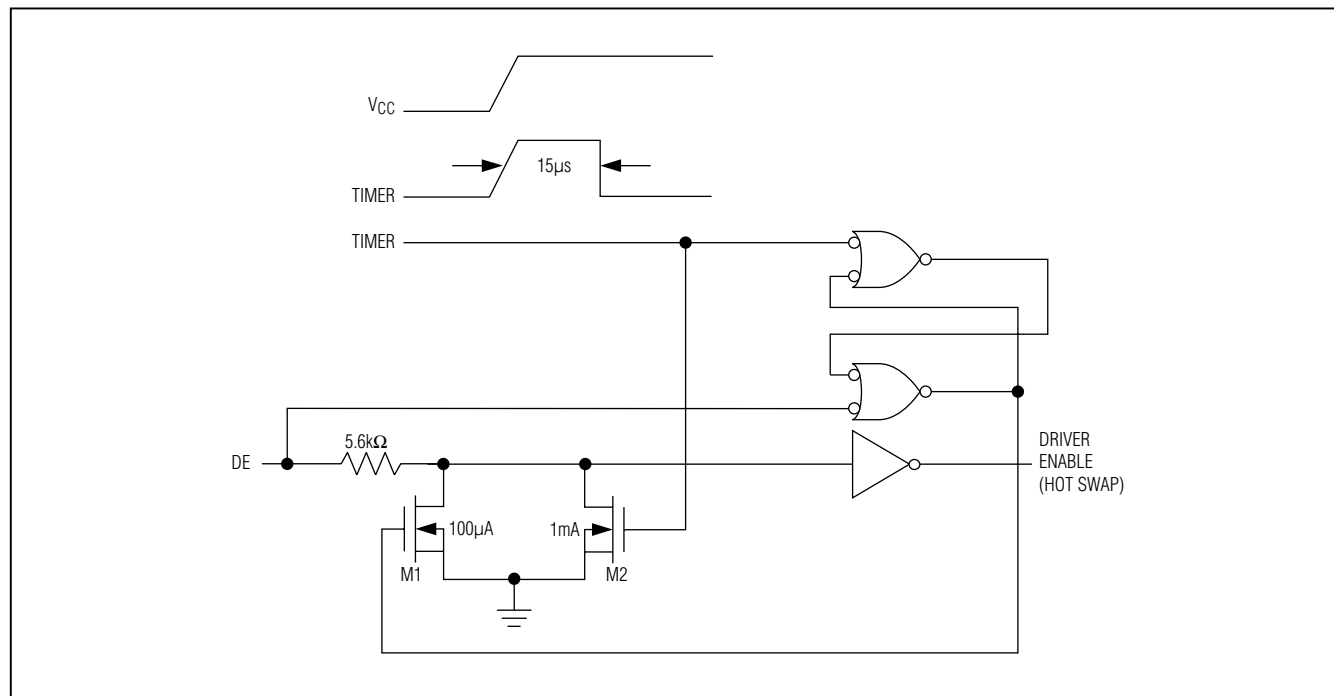 VCC
15µs
TIMER
TIMER
5.6kΩ
DE
DRIVER
ENABLE
(HOT SWAP)
100µA
1mA
M1
M2